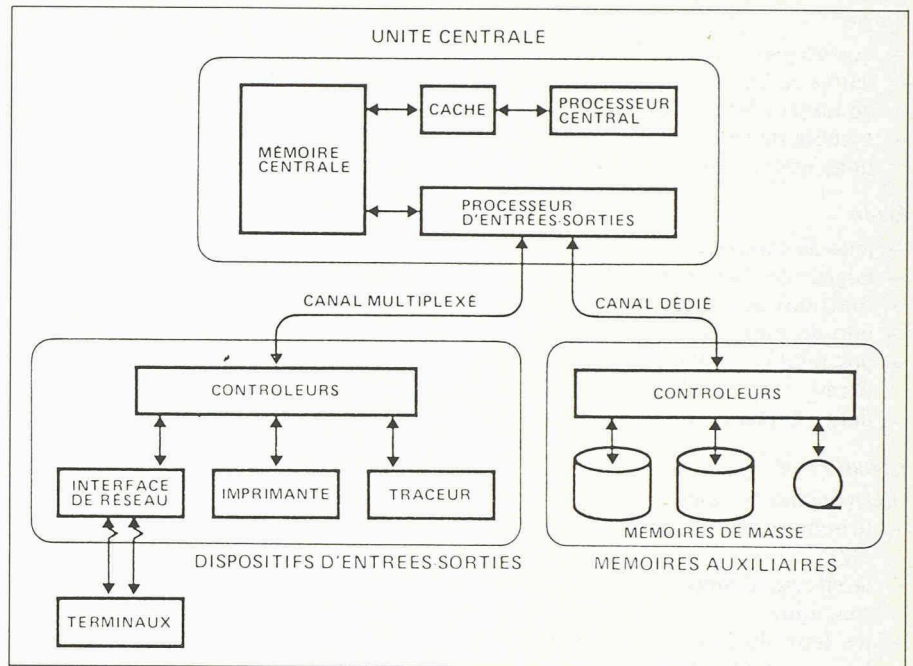 UNITE CENTRALE
MÉMOIRE
CENTRALE
CACHE
PROCESSEUR
CENTRAL
PROCESSEUR
D'ENTRÉES-SORTIES
CANAL MULTIPLEXÉ
CANAL DÉDIÉ
CONTROLEURS
INTERFACE
DE RÉSEAU
IMPRIMANTE
TRACEUR
DISPOSITIFS D'ENTREES-SORTIES
TERMINAUX
CONTROLEURS
MÉMOIRES DE MASSE
MEMOIRES AUXILIAIRES